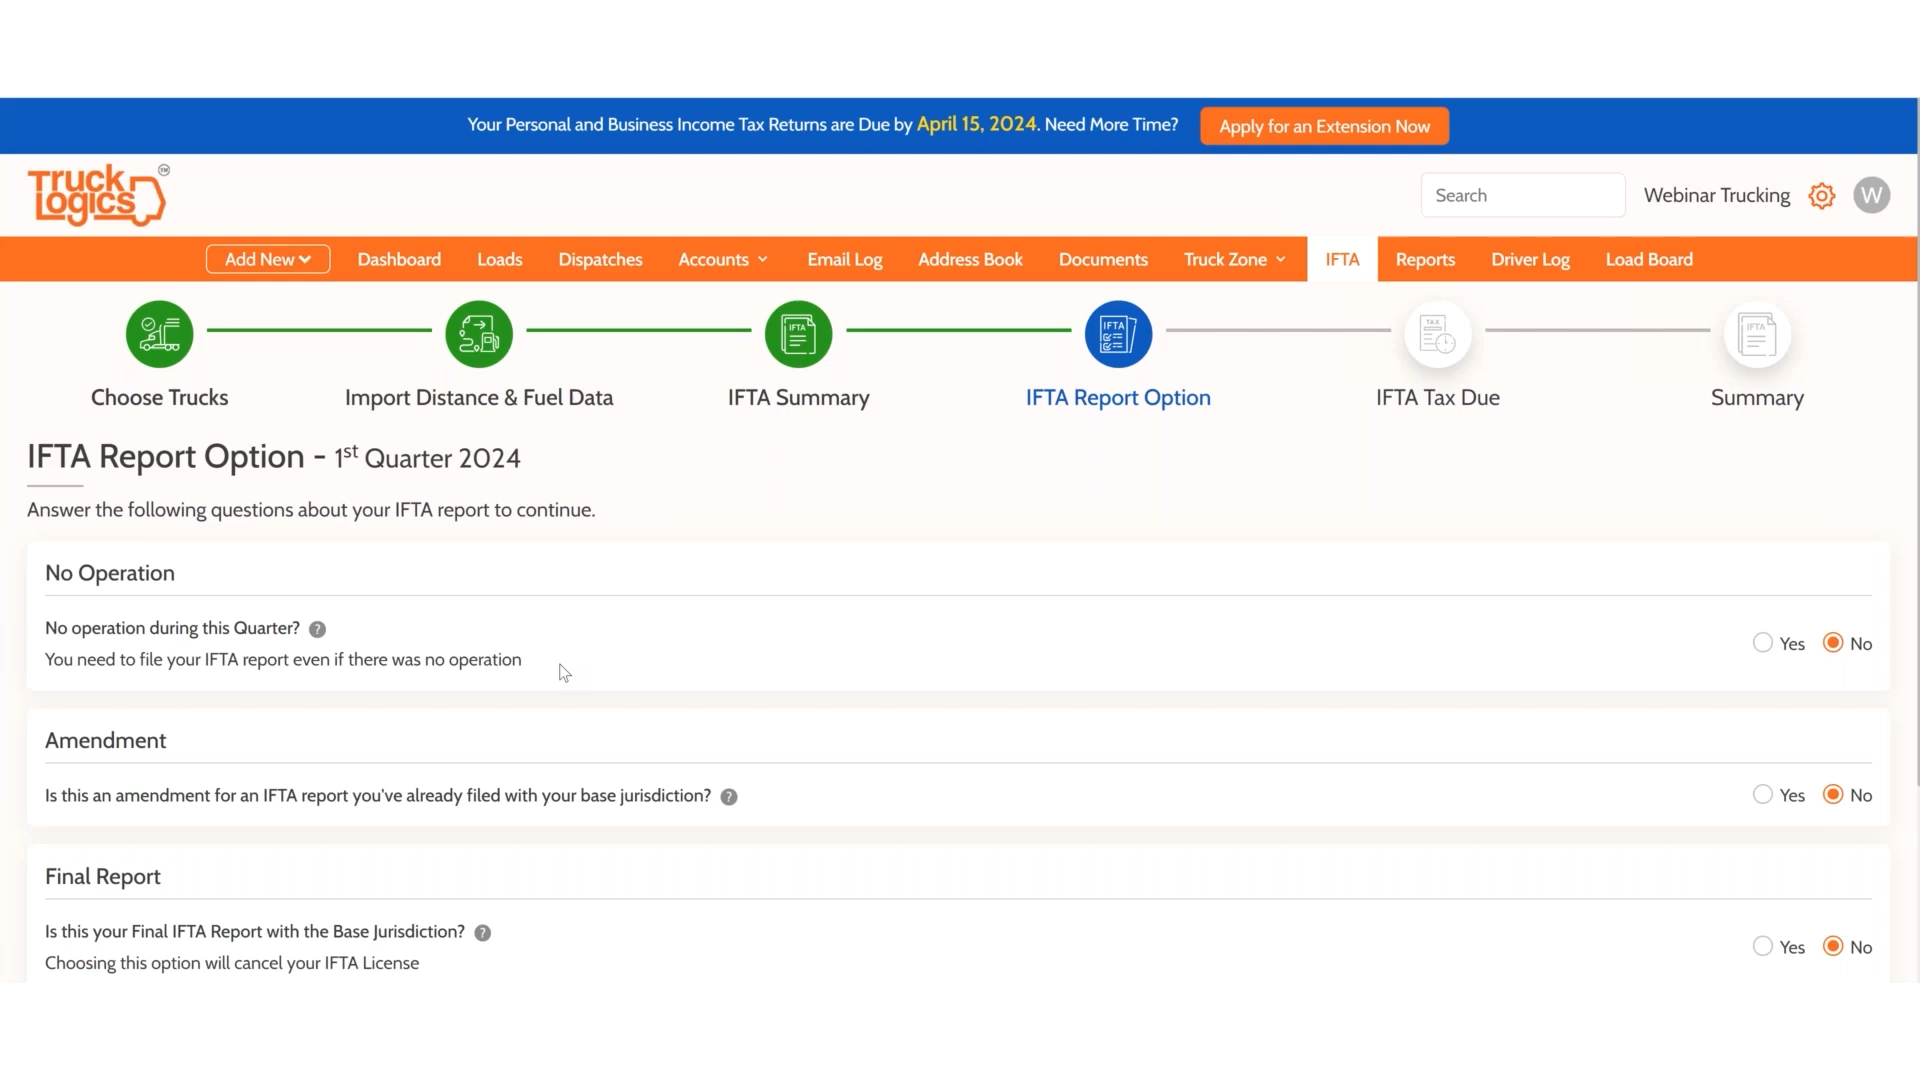 Your Personal and Business Income Tax Returns are Due by April 15, 2024. Need More Time? Apply for an Extension Now
Truck Logics TM
Search Webinar Trucking W
Add New Dashboard Loads Dispatches Accounts Email Log Address Book Documents Truck Zone IFTA Reports Driver Log Load Board
IFTA IFTA TAX IFTA
Choose Trucks Import Distance & Fuel Data IFTA Summary IFTA Report Option IFTA Tax Due Summary
IFTA Report Option - 1st Quarter 2024
Answer the following questions about your IFTA report to continue.
No Operation
No operation during this Quarter? ?
Yes No
You need to file your IFTA report even if there was no operation
Amendment
Is this an amendment for an IFTA report you've already filed with your base jurisdiction? ? Yes No
Final Report
Is this your Final IFTA Report with the Base Jurisdiction? ?
Yes No
Choosing this option will cancel your IFTA License